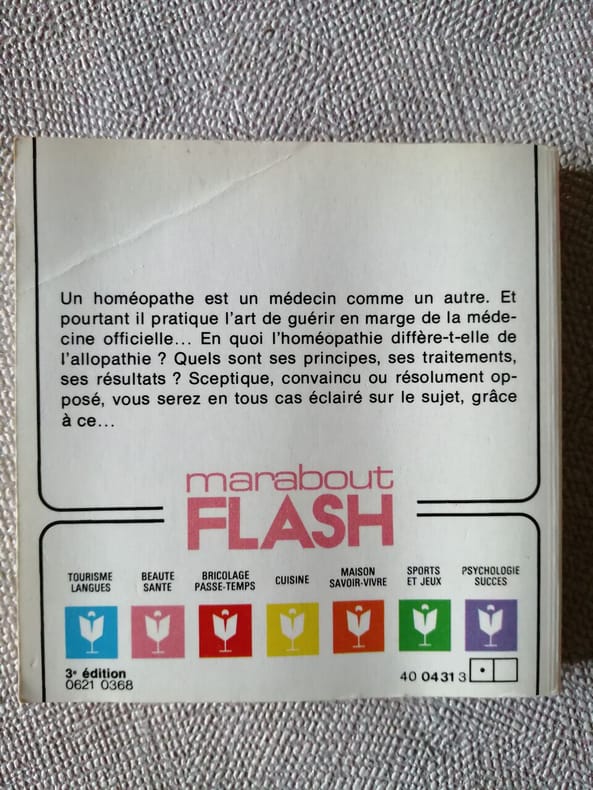 Un homéopathe est un médecin comme un autre. Et
pourtant il pratique l'art de guérir en marge de la méde-
cine officielle... En quoi l'homéopathie diffère-t-elle de
l'allopathie ? Quels sont ses principes, ses traitements,
ses résultats ? Sceptique, convaincu ou résolument op-
posé, vous serez en tous cas éclairé sur le sujet, grâce
à ce...
marabout
FLASH
TOURISME LANGUES
BEAUTE SANTE
BRICOLAGE PASSE-TEMPS
CUISINE
MAISON SAVOIR-VIVRE
SPORTS ET JEUX
PSYCHOLOGIE SUCCES
3e édition
0621 0368
40 0431 3